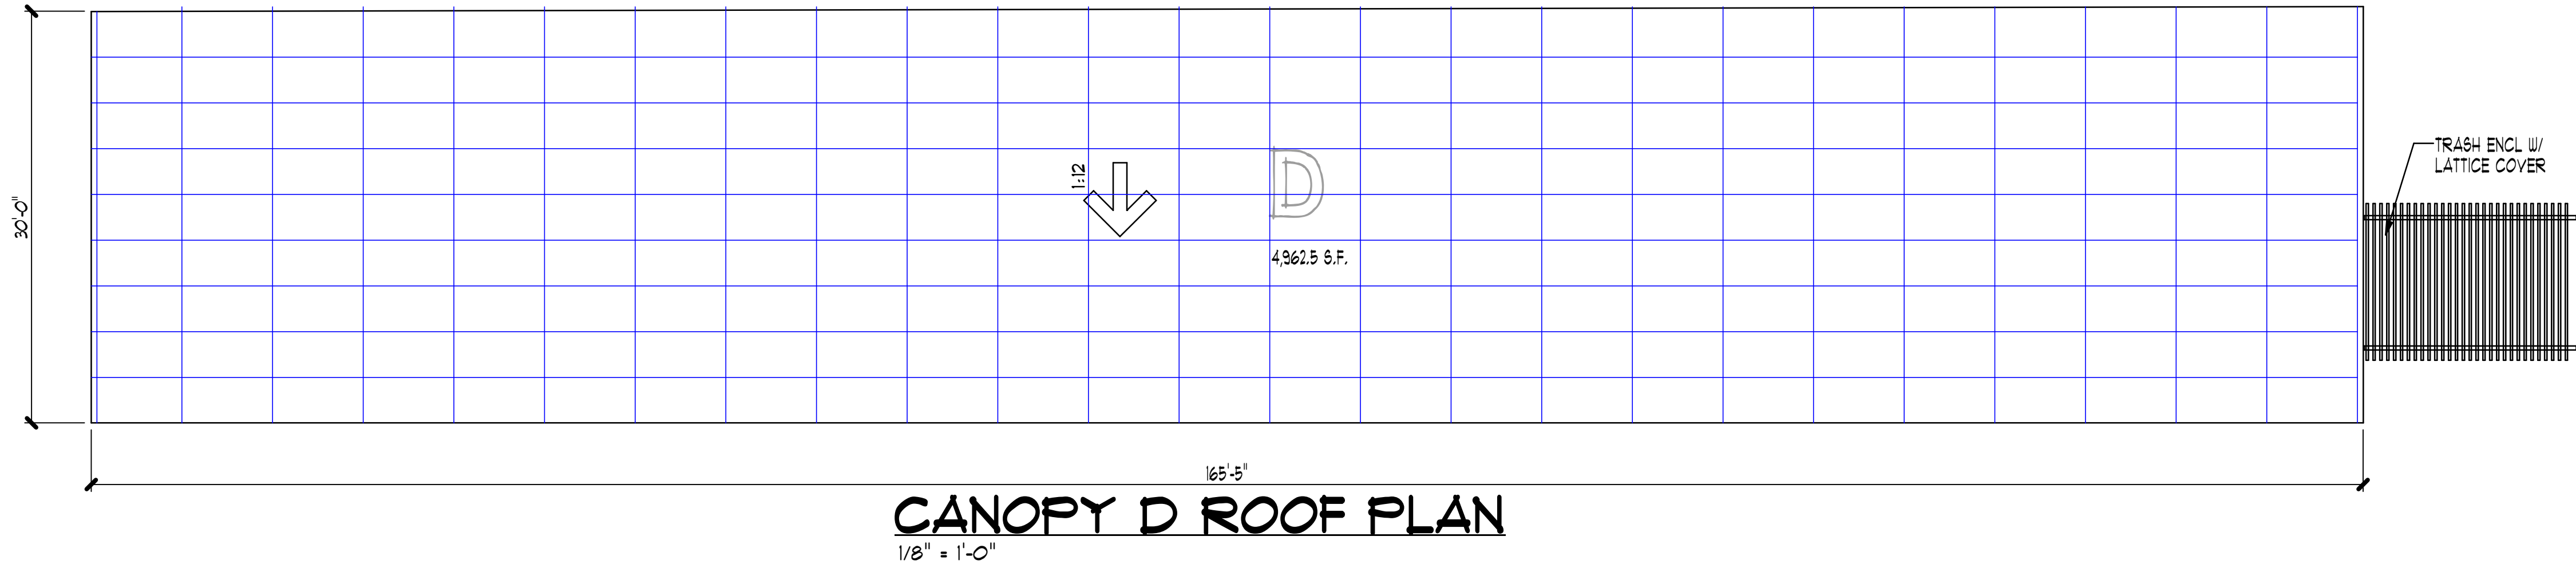 30'-0"
1:12
D
4,962.5 S.F.
TRASH ENCL W/
LATTICE COVER
165'-5"
CANOPY D ROOF PLAN
1/8" = 1'-0"